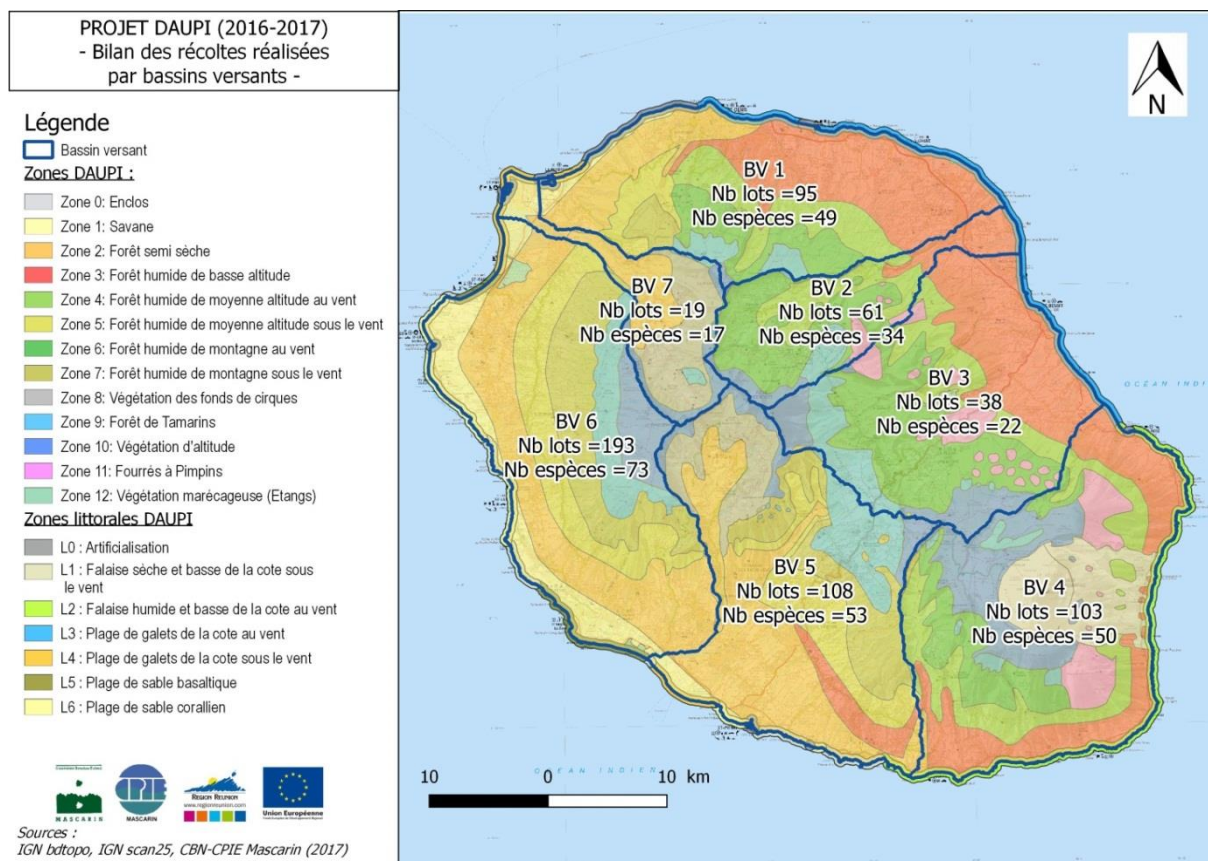 PROJET DAUPI (2016-2017)
- Bilan des récoltes réalisées
par bassins versants -
Légende
Bassin versant
Zones DAUPI :
Zone 0: Enclos
Zone 1: Savane
Zone 2: Forêt semi sèche
Zone 3: Forêt humide de basse altitude
Zone 4: Forêt humide de moyenne altitude au vent
Zone 5: Forêt humide de moyenne altitude sous le vent
Zone 6: Forêt humide de montagne au vent
Zone 7: Forêt humide de montagne sous le vent
Zone 8: Végétation des fonds de cirques
Zone 9: Forêt de Tamarins
Zone 10: Végétation d'altitude
Zone 11: Fourrés à Pimpins
Zone 12: Végétation marécageuse (Etangs)
Zones littorales DAUPI
L0 : Artificialisation
L1 : Falaise sèche et basse de la cote sous
le vent
L2 : Falaise humide et basse de la cote au vent
L3 : Plage de galets de la cote au vent
L4 : Plage de galets de la cote sous le vent
L5 : Plage de sable basaltique
L6 : Plage de sable corallien
MASCARIN
CPIE
MASCARIN
REGION REUNION
www.regionreunion.com
Union Européenne
Sources :
IGN bdtopo, IGN scan25, CBN-CPIE Mascarin (2017)
N
BV 1
Nb lots =95
Nb espèces =49
BV 7
Nb lots =19
Nb espèces =17
BV 2
Nb lots =61
Nb espèces =34
BV 3
Nb lots =38
Nb espèces =22
BV 6
Nb lots =193
Nb espèces =73
BV 5
Nb lots =108
Nb espèces =53
BV 4
Nb lots =103
Nb espèces =50
OCÉAN INDI
OCÉAN INDIEN
10 0 10 km